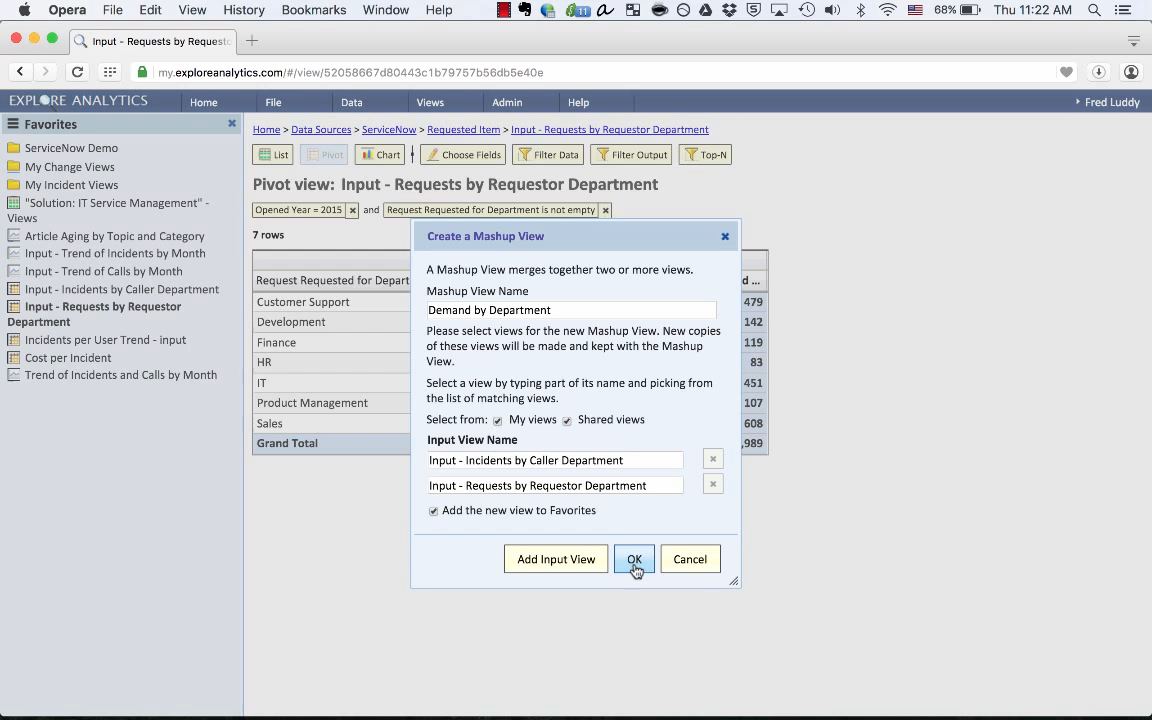 Opera File Edit View History Bookmarks Window Help 11 68% Thu 11:22 AM
Input - Requests by Requesto
my.exploreanalytics.com/#/view/52058667d80443c1b79757b56db5e40e
EXPLORE ANALYTICS Home File Data Views Admin Help Fred Luddy
Favorites
ServiceNow Demo
My Change Views
My Incident Views
"Solution: IT Service Management" -
Views
Article Aging by Topic and Category
Input - Trend of Incidents by Month
Input - Trend of Calls by Month
Input - Incidents by Caller Department
Input - Requests by Requestor
Department
Incidents per User Trend - input
Cost per Incident
Trend of Incidents and Calls by Month
Home > Data Sources > ServiceNow > Requested Item > Input - Requests by Requestor Department
List Pivot Chart Choose Fields Filter Data Filter Output Top-N
Pivot view: Input - Requests by Requestor Department
Opened Year = 2015 and Request Requested for Department is not empty
7 rows
Request Requested for Depart d ...
Customer Support 479
Development 142
Finance 119
HR 83
IT 451
Product Management 107
Sales 608
Grand Total ,989
Create a Mashup View
A Mashup View merges together two or more views.
Mashup View Name
Demand by Department
Please select views for the new Mashup View. New copies
of these views will be made and kept with the Mashup
View.
Select a view by typing part of its name and picking from
the list of matching views.
Select from: My views Shared views
Input View Name
Input - Incidents by Caller Department
Input - Requests by Requestor Department
Add the new view to Favorites
Add Input View OK Cancel